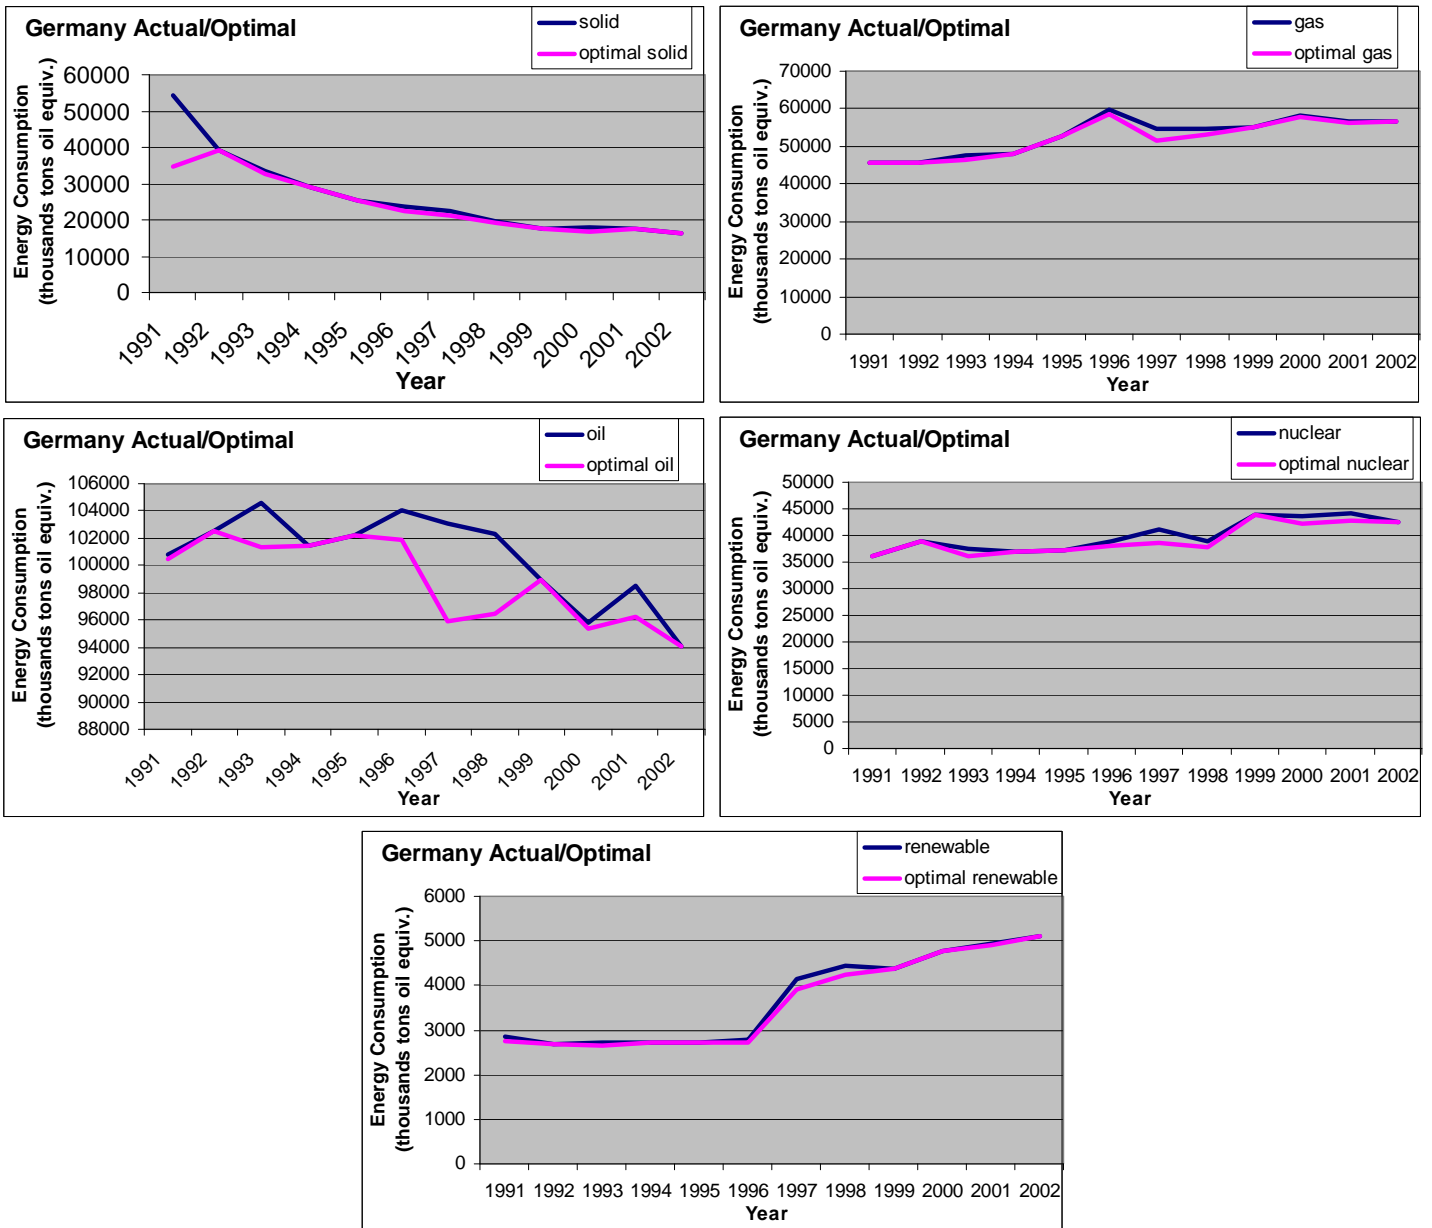 Germany Actual/Optimal
solid
optimal solid
Energy Consumption
(thousands tons oil equiv.)
60000
50000
40000
30000
20000
10000
0
1991 1992 1993 1994 1995 1996 1997 1998 1999 2000 2001 2002
Year
Germany Actual/Optimal
gas
optimal gas
Energy Consumption
(thousands tons oil equiv.)
70000
60000
50000
40000
30000
20000
10000
0
1991 1992 1993 1994 1995 1996 1997 1998 1999 2000 2001 2002
Year
Germany Actual/Optimal
oil
optimal oil
Energy Consumption
(thousands tons oil equiv.)
106000
104000
102000
100000
98000
96000
94000
92000
90000
88000
1991 1992 1993 1994 1995 1996 1997 1998 1999 2000 2001 2002
Year
Germany Actual/Optimal
nuclear
optimal nuclear
Energy Consumption
(thousands tons oil equiv.)
50000
45000
40000
35000
30000
25000
20000
15000
10000
5000
0
1991 1992 1993 1994 1995 1996 1997 1998 1999 2000 2001 2002
Year
Germany Actual/Optimal
renewable
optimal renewable
Energy Consumption
(thousands tons oil equiv.)
6000
5000
4000
3000
2000
1000
0
1991 1992 1993 1994 1995 1996 1997 1998 1999 2000 2001 2002
Year